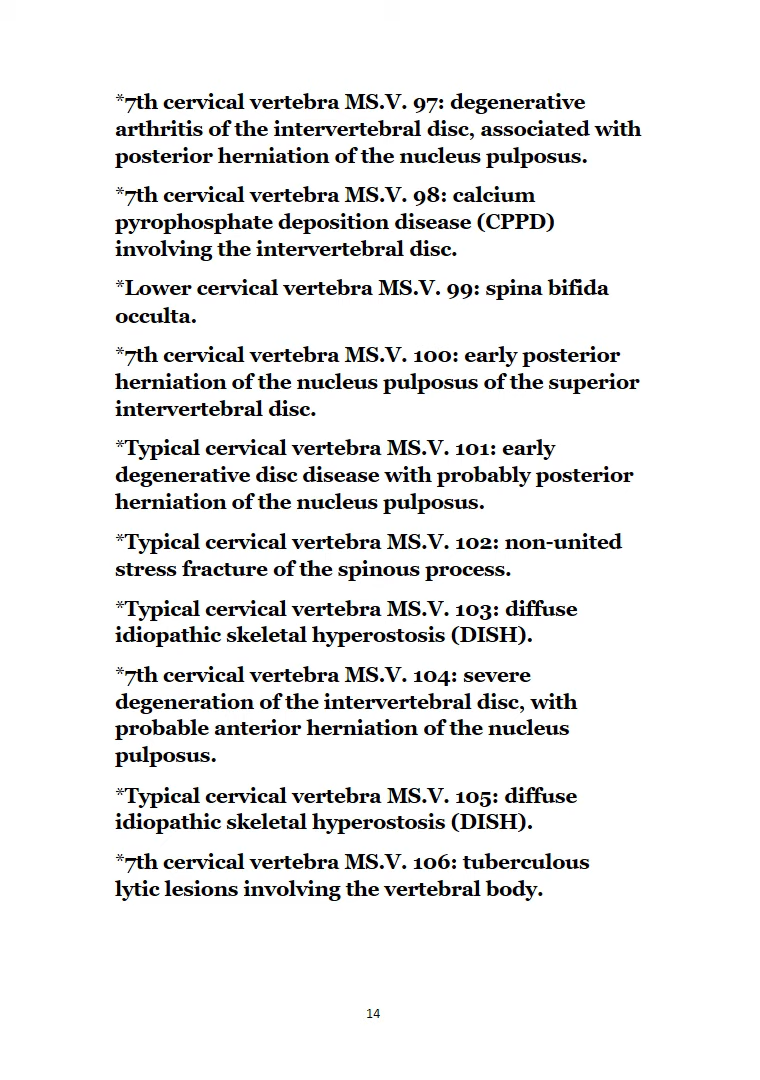 *7th cervical vertebra MS.V. 97: degenerative
arthritis of the intervertebral disc, associated with
posterior herniation of the nucleus pulposus.
*7th cervical vertebra MS.V. 98: calcium
pyrophosphate deposition disease (CPPD)
involving the intervertebral disc.
*Lower cervical vertebra MS.V. 99: spina bifida
occulta.
*7th cervical vertebra MS.V. 100: early posterior
herniation of the nucleus pulposus of the superior
intervertebral disc.
*Typical cervical vertebra MS.V. 101: early
degenerative disc disease with probably posterior
herniation of the nucleus pulposus.
*Typical cervical vertebra MS.V. 102: non-united
stress fracture of the spinous process.
*Typical cervical vertebra MS.V. 103: diffuse
idiopathic skeletal hyperostosis (DISH).
*7th cervical vertebra MS.V. 104: severe
degeneration of the intervertebral disc, with
probable anterior herniation of the nucleus
pulposus.
*Typical cervical vertebra MS.V. 105: diffuse
idiopathic skeletal hyperostosis (DISH).
*7th cervical vertebra MS.V. 106: tuberculous
lytic lesions involving the vertebral body.
14